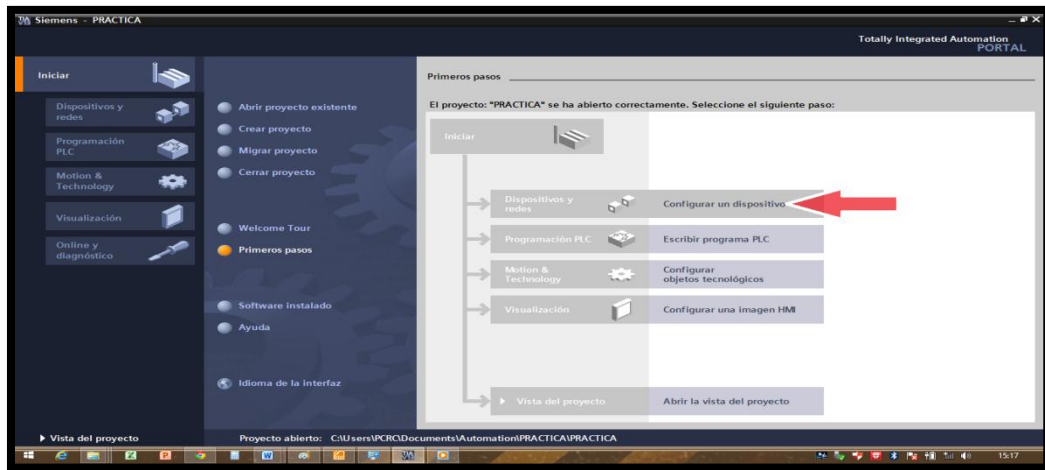 Siemens - PRACTICA
Totally Integrated Automation
PORTAL
Iniciar
Dispositivos y
redes
Programación
PLC
Motion &
Technology
Visualización
Online y
diagnóstico
Abrir proyecto existente
Crear proyecto
Migrar proyecto
Cerrar proyecto
Welcome Tour
Primeros pasos
Software instalado
Ayuda
Idioma de la interfaz
Primeros pasos
El proyecto: "PRACTICA" se ha abierto correctamente. Seleccione el siguiente paso:
Iniciar
Dispositivos y
redes
Configurar un dispositivo
Programación PLC
Escribir programa PLC
Motion &
Technology
Configurar
objetos tecnológicos
Visualización
Configurar una imagen HMI
Vista del proyecto
Abrir la vista del proyecto
Vista del proyecto
Proyecto abierto: C:\Users\PCRC\Documents\Automation\PRACTICA\PRACTICA
15:17